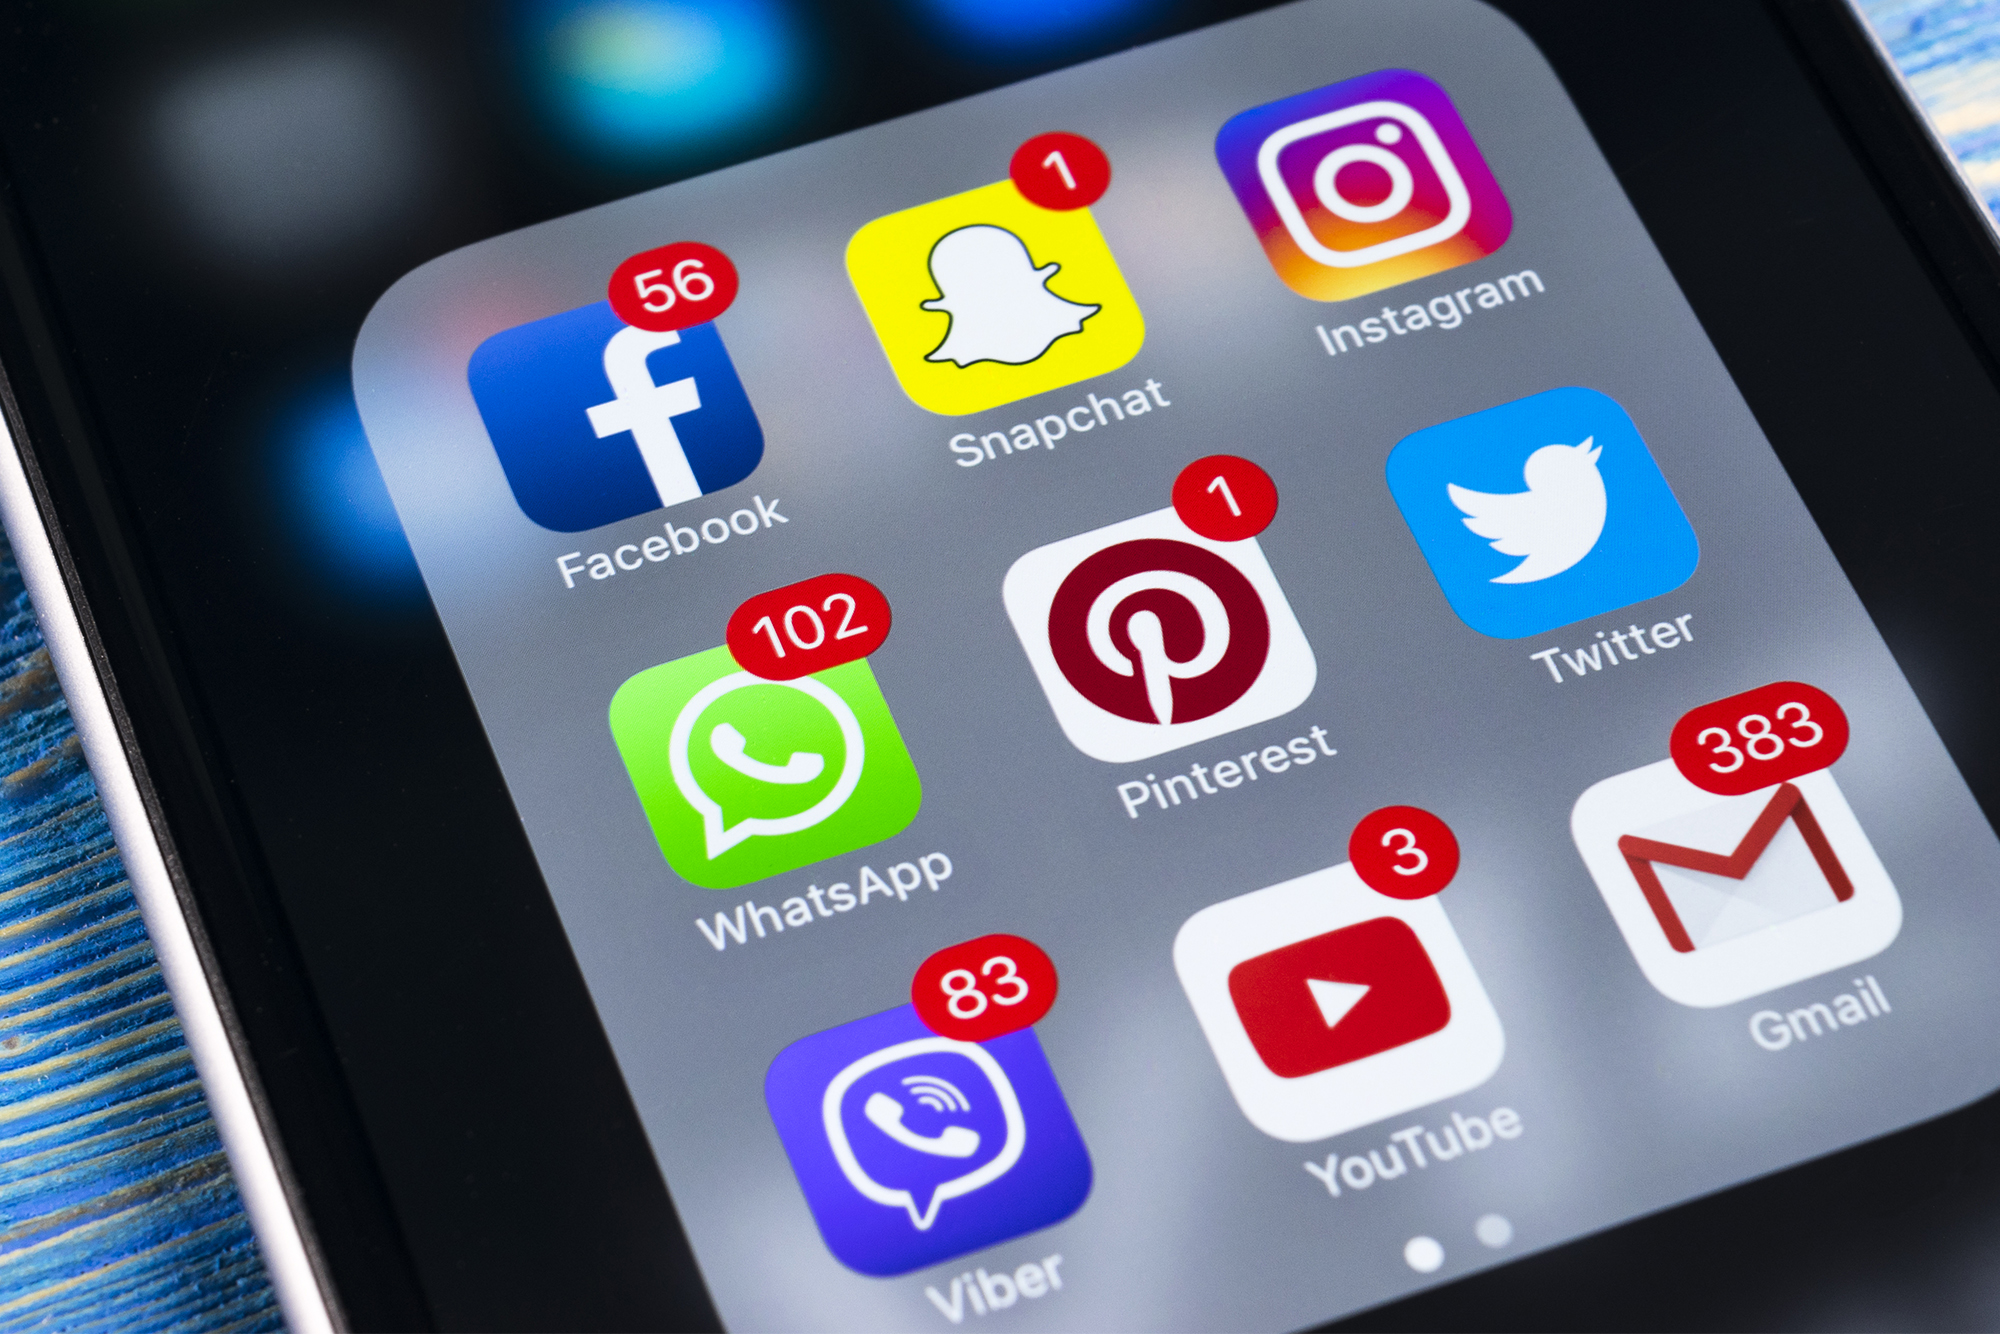 56
Facebook
1
Snapchat
Instagram
102
WhatsApp
1
Pinterest
Twitter
83
Viber
3
YouTube
383
Gmail